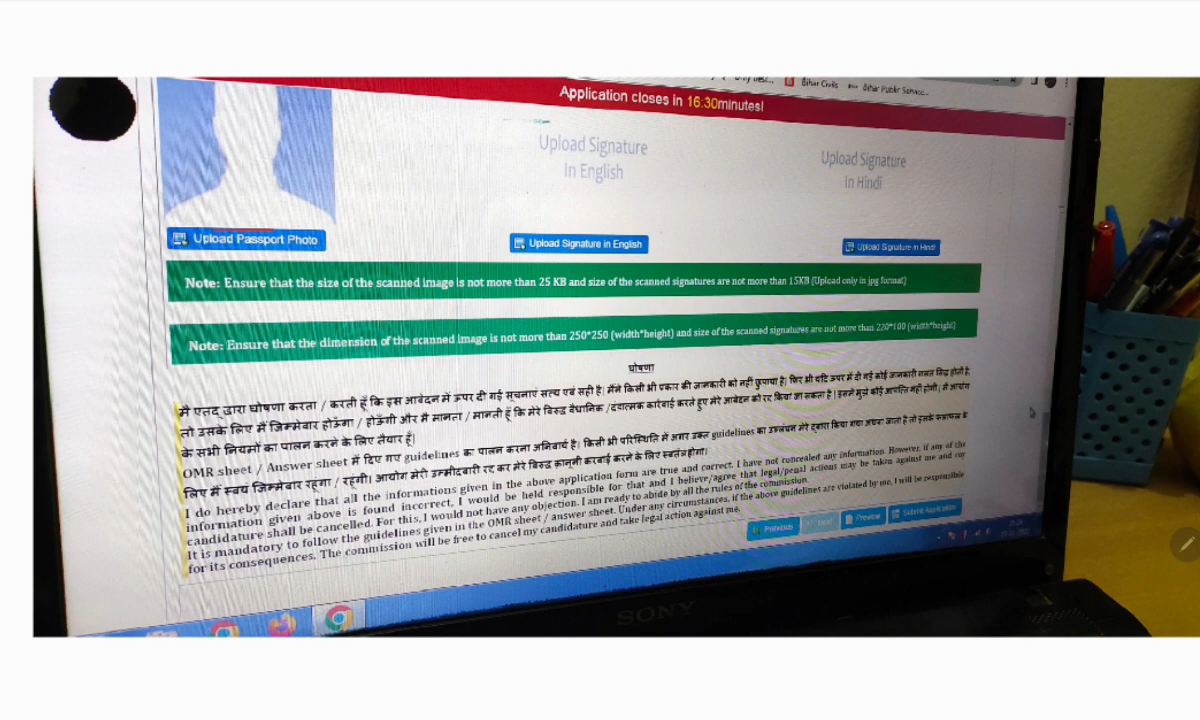 Bihar Civils
Bihar Public Service...
Application closes in 16:30minutes!
Upload Signature
In English
Upload Signature
In Hindi
Upload Passport Photo
Upload Signature in English
Upload Signature in Hindi
Note: Ensure that the size of the scanned image is not more than 25 KB and size of the scanned signatures are not more than 15KB (Upload only in jpg format)
Note: Ensure that the dimension of the scanned image is not more than 250*250 (width*height) and size of the scanned signatures are not more than 220*100 (width*height)
घोषणा
मैं एतद् द्वारा घोषणा करता / करती हूँ कि इस आवेदन में ऊपर दी गई सूचनाएं सत्य एवं सही है। मैंने किसी भी प्रकार की जानकारी को नहीं छुपाया है। फिर भी यदि ऊपर में दी गई कोई जानकारी गलत सिद्ध होती है,
तो उसके लिए मैं जिम्मेवार होऊंगा / होऊँगी और मैं मानता / मानती हूँ कि मेरे विरुद्ध वैधानिक /दंडात्मक कार्रवाई करते हुए मेरे आवेदन को रद किया जा सकता है। इसमें मुझे कोई आपत्ति नहीं होगी। मैं आयोग
के सभी नियमों का पालन करने के लिए तैयार हूँ।
OMR sheet / Answer sheet में दिए गए guidelines का पालन करना अनिवार्य है। किसी भी परिस्थिति में अगर उक्त guidelines का उल्लंघन मेरे द्वारा किया गया अथवा जाता है तो इसके फलाफल के
लिए मैं स्वयं जिम्मेवार रहूंगा / रहूंगी। आयोग मेरी उम्मीदवारी रद कर मेरे विरुद्ध कानूनी करवाई करने के लिए स्वतंत्र होगा।
I do hereby declare that all the informations given in the above application form are true and correct. I have not concealed any information. However, if any of the
information given above is found incorrect, I would be held responsible for that and I believe/agree that legal/penal actions may be taken against me and my
candidature shall be cancelled. For this, I would not have any objection. I am ready to abide by all the rules of the commission.
It is mandatory to follow the guidelines given in the OMR sheet / answer sheet. Under any circumstances, if the above guidelines are violated by me, I will be responsible
for its consequences. The commission will be free to cancel my candidature and take legal action against me.
Previous
Next
Preview
Submit Application
SONY